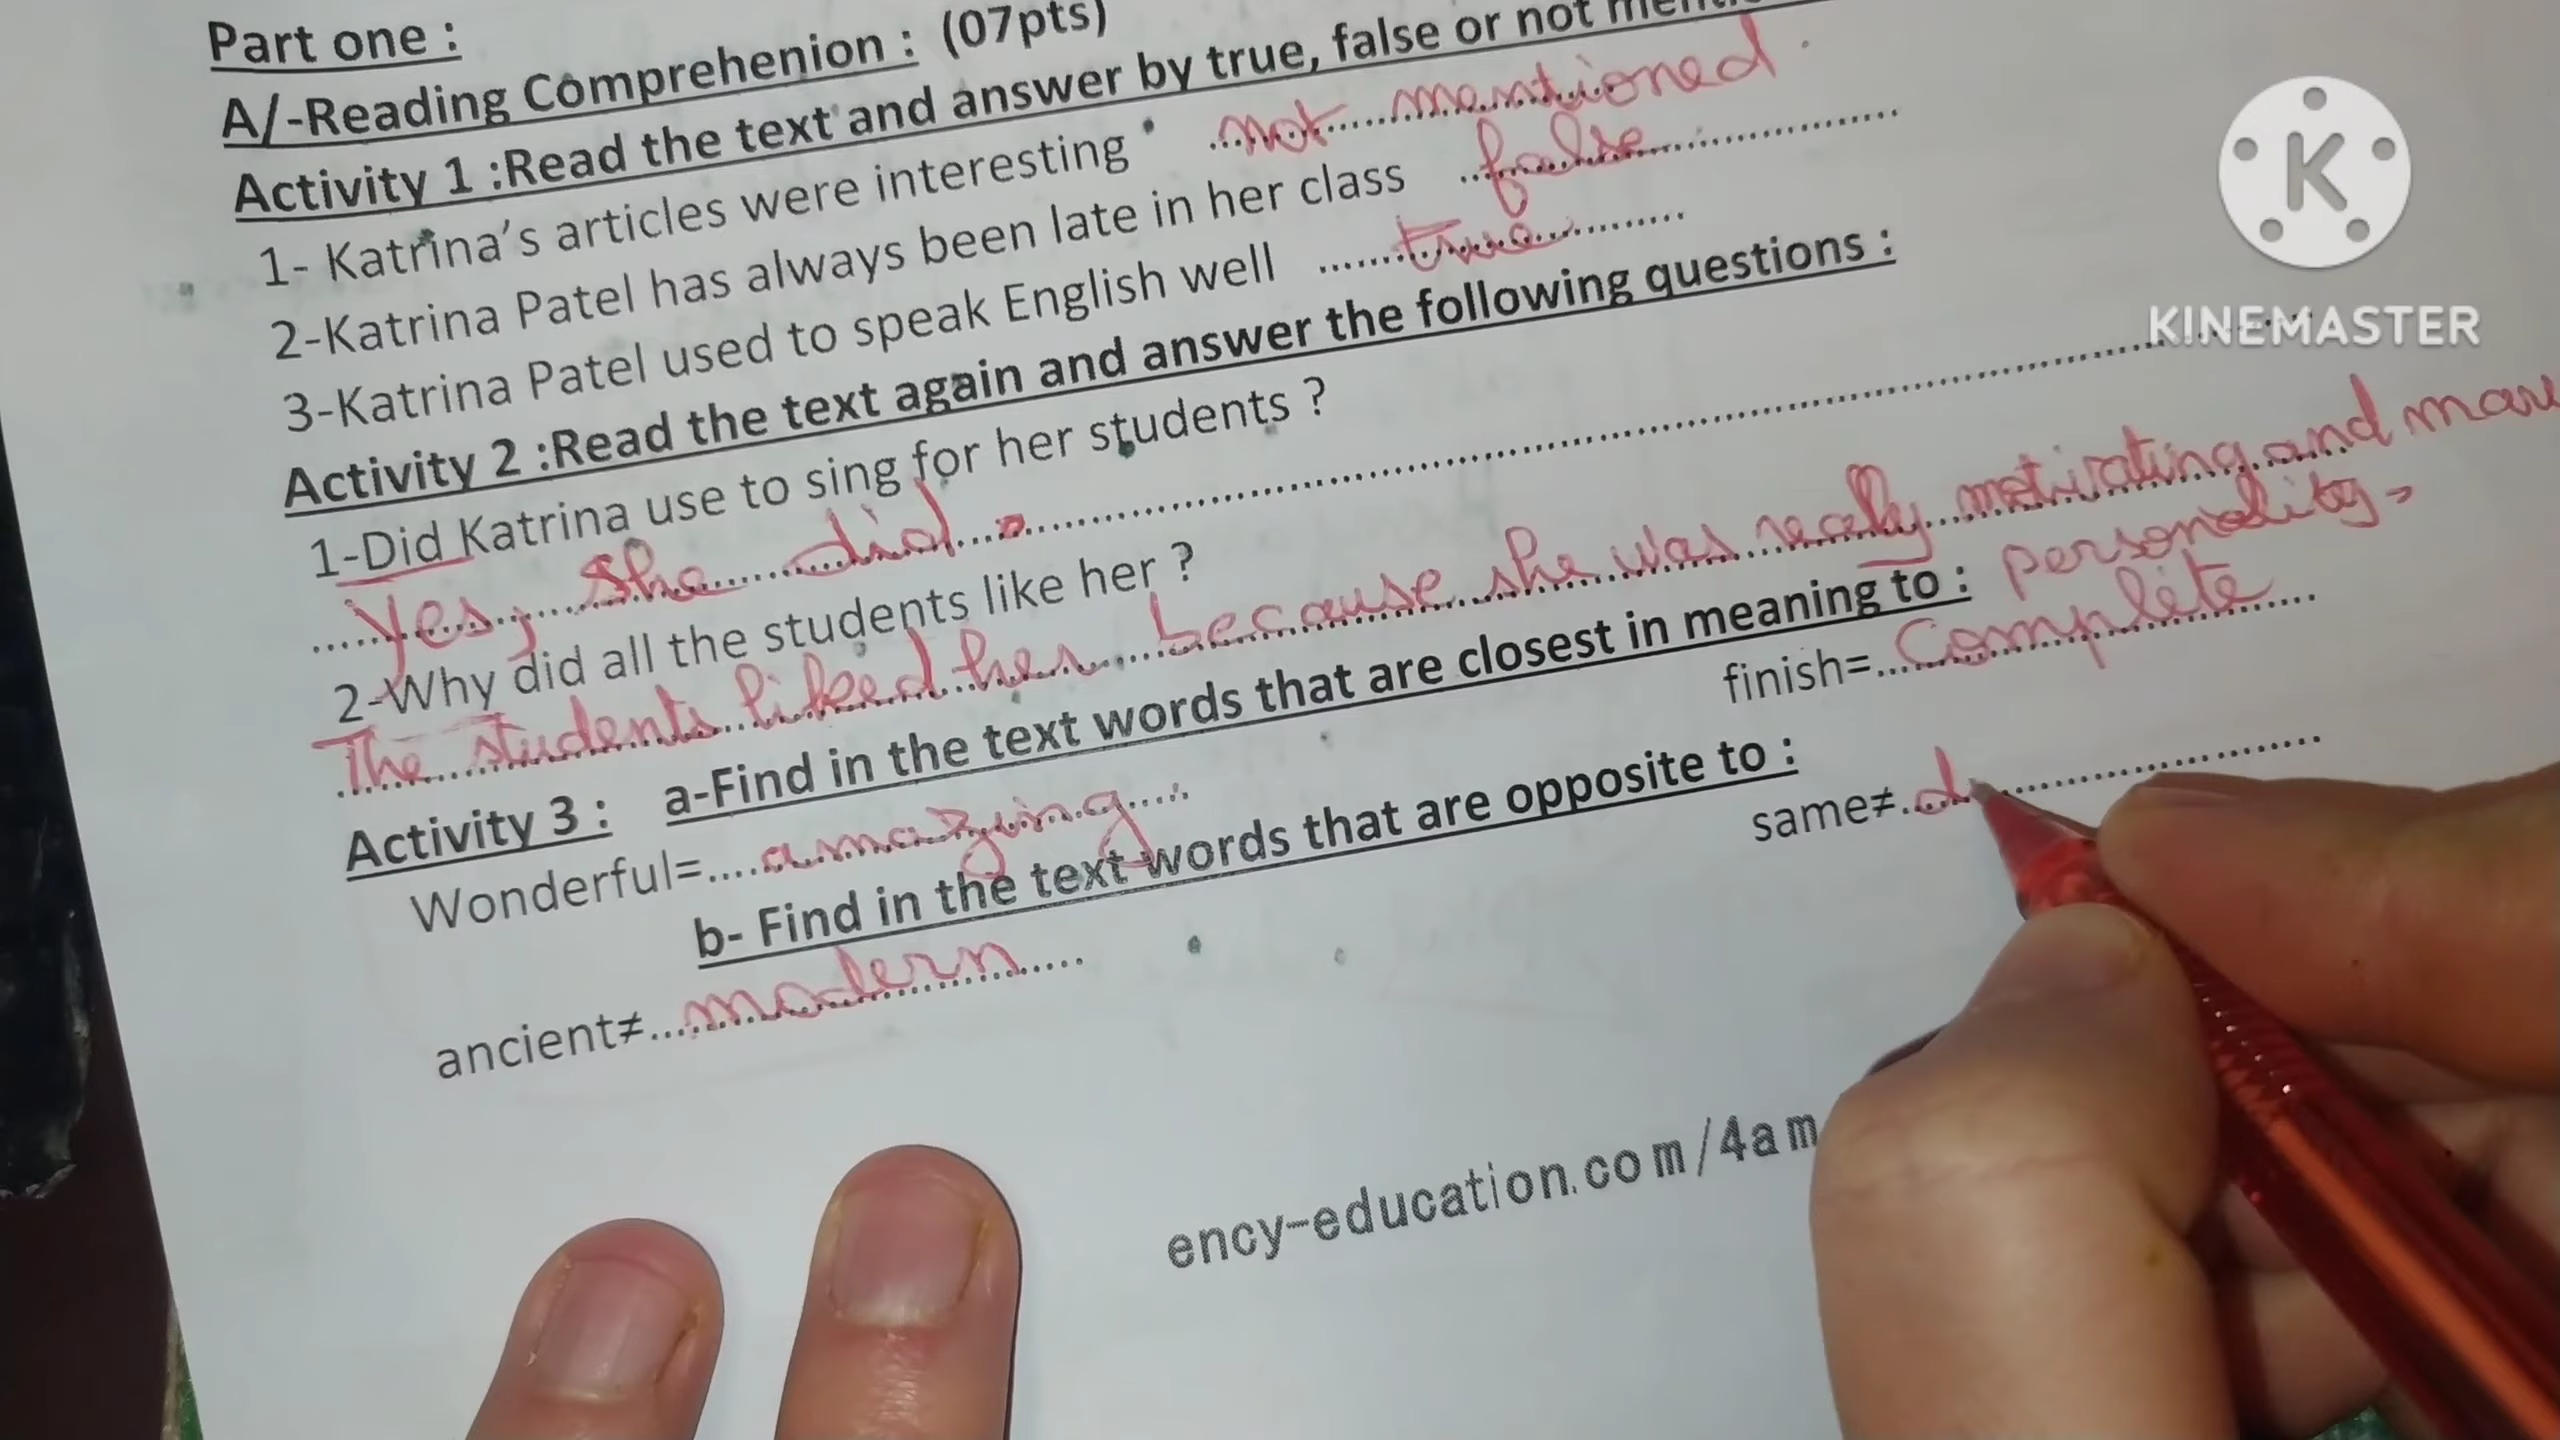 Part one :
A/-Reading Comprehenion : (07pts)
Activity 1 :Read the text and answer by true, false or not
1- Katrina's articles were interesting not mentioned
2-Katrina Patel has always been late in her class false
3-Katrina Patel used to speak English well true
Activity 2 :Read the text again and answer the following questions :
1-Did Katrina use to sing for her students ?
Yes, she did .
2-Why did all the students like her ?
The students liked her because she was really motivating and
personality.
Activity 3 : a-Find in the text words that are closest in meaning to :
Wonderful= amazing finish= complete
b- Find in the text words that are opposite to :
ancient≠ modern same≠ d
ency-education.com/4am
K
KINEMASTER